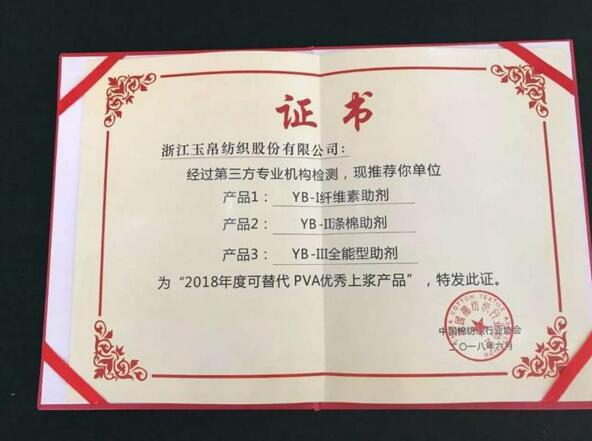 证书
浙江玉帛纺织股份有限公司：
经过第三方专业机构检测，现推荐你单位
产品1： YB-I纤维素助剂
产品2： YB-II涤棉助剂
产品3： YB-III全能型助剂
为“2018年度可替代 PVA优秀上浆产品”，特发此证。
中国棉纺织行业协会
二〇一八年六月